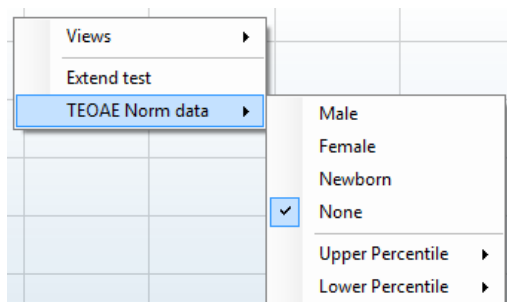 Views
Extend test
TEOAE Norm data
Male
Female
Newborn
None
Upper Percentile
Lower Percentile